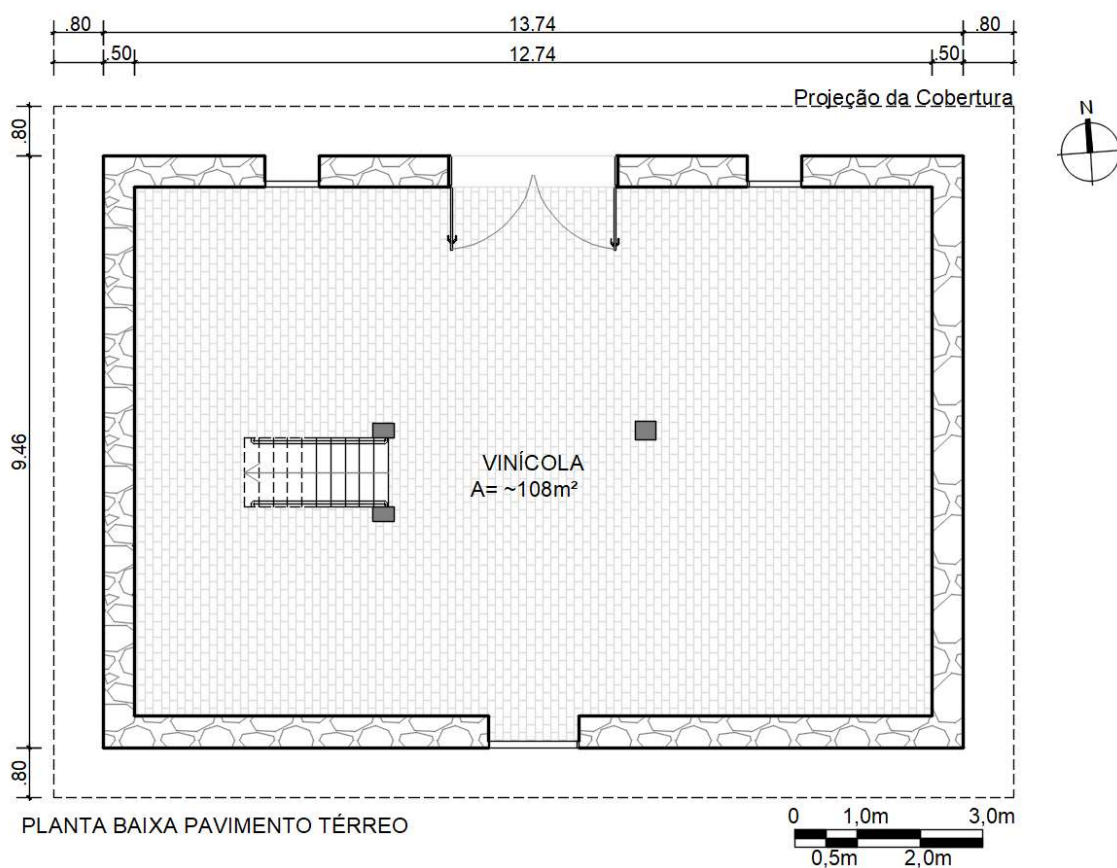 .80
13.74
.80
.50
12.74
.50
Projeção da Cobertura
N
.80
9.46
VINÍCOLA
A= ~108m²
.80
PLANTA BAIXA PAVIMENTO TÉRREO
0 1,0m 3,0m
0,5m 2,0m